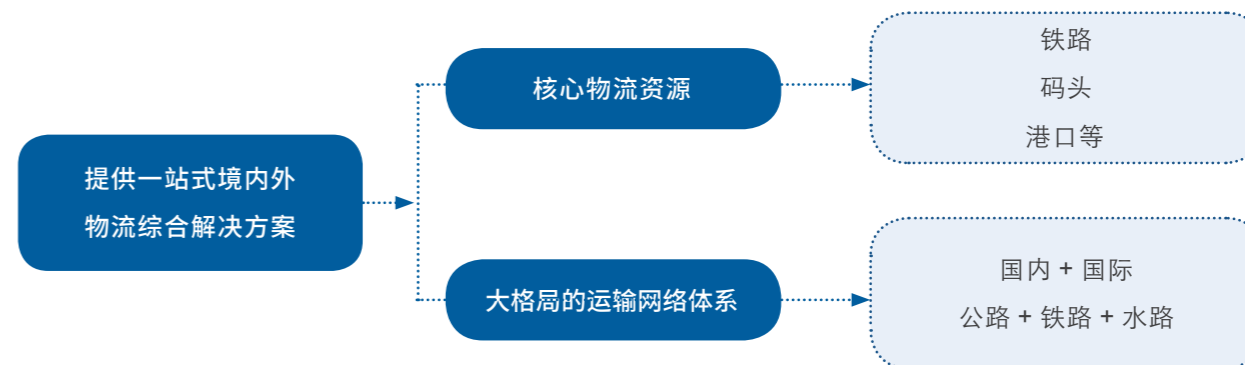 提供一站式境内外
物流综合解决方案
核心物流资源
铁路
码头
港口等
大格局的运输网络体系
国内 + 国际
公路 + 铁路 + 水路